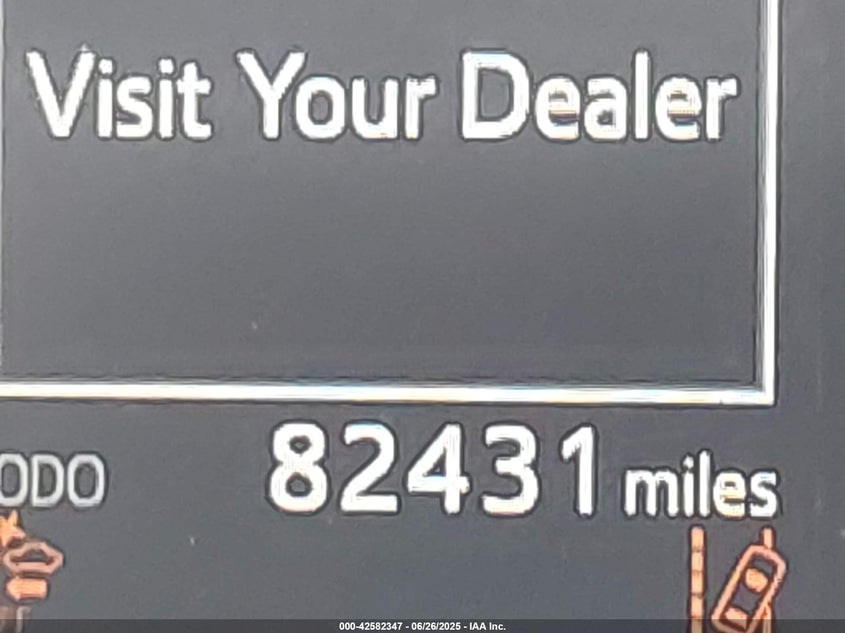 Visit Your Dealer
ODO 82431 miles
000-42582347 - 06/26/2025 - IAA Inc.